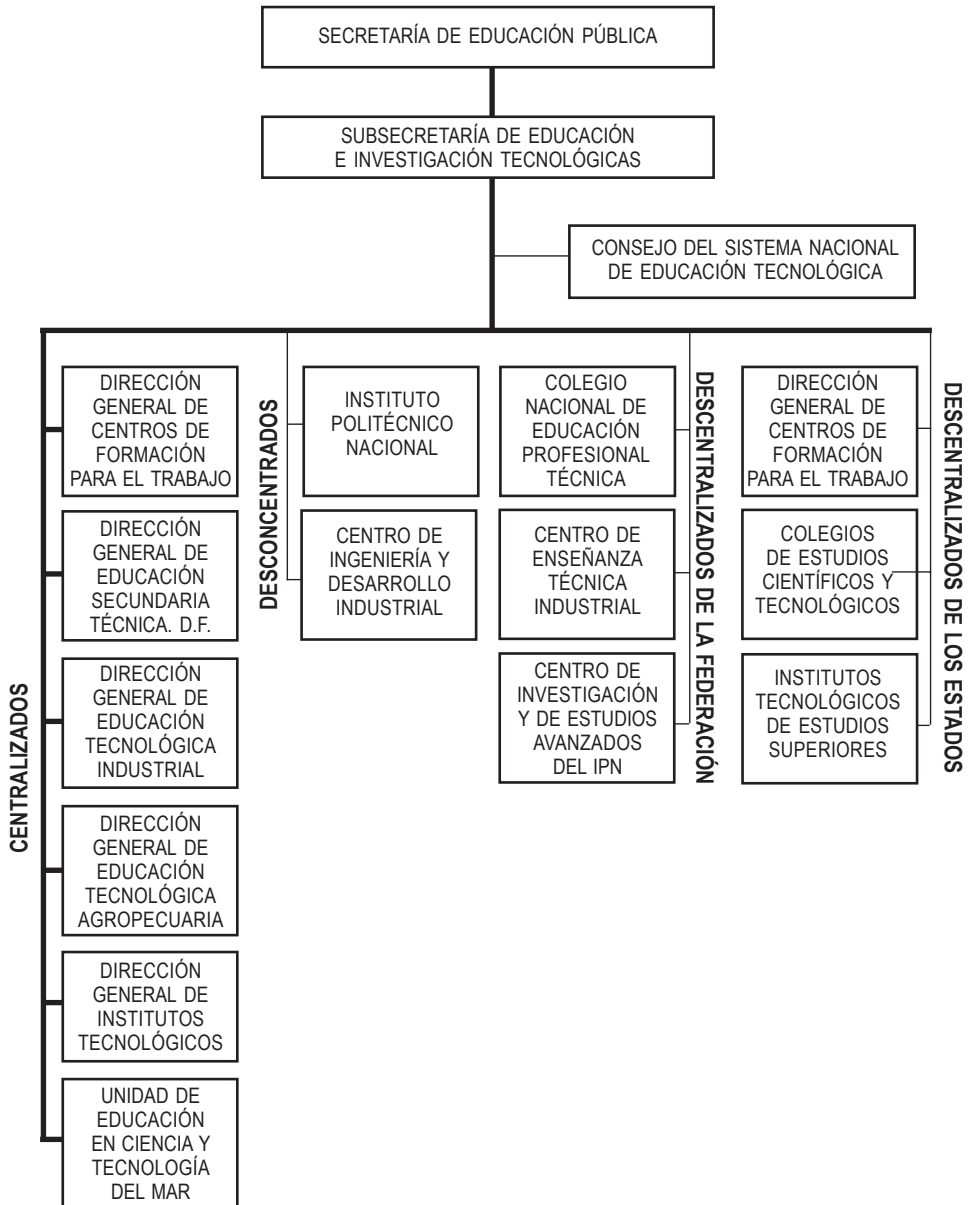 SECRETARÍA DE EDUCACIÓN PÚBLICA
SUBSECRETARÍA DE EDUCACIÓN
E INVESTIGACIÓN TECNOLÓGICAS
CONSEJO DEL SISTEMA NACIONAL
DE EDUCACIÓN TECNOLÓGICA
CENTRALIZADOS
DIRECCIÓN
GENERAL DE
CENTROS DE
FORMACIÓN
PARA EL TRABAJO
DIRECCIÓN
GENERAL DE
EDUCACIÓN
SECUNDARIA
TÉCNICA. D.F.
DIRECCIÓN
GENERAL DE
EDUCACIÓN
TECNOLÓGICA
INDUSTRIAL
DIRECCIÓN
GENERAL DE
EDUCACIÓN
TECNOLÓGICA
AGROPECUARIA
DIRECCIÓN
GENERAL DE
INSTITUTOS
TECNOLÓGICOS
UNIDAD DE
EDUCACIÓN
EN CIENCIA Y
TECNOLOGÍA
DEL MAR
DESCONCENTRADOS
INSTITUTO
POLITÉCNICO
NACIONAL
CENTRO DE
INGENIERÍA Y
DESARROLLO
INDUSTRIAL
COLEGIO
NACIONAL DE
EDUCACIÓN
PROFESIONAL
TÉCNICA
CENTRO DE
ENSEÑANZA
TÉCNICA
INDUSTRIAL
CENTRO DE
INVESTIGACIÓN
Y DE ESTUDIOS
AVANZADOS
DEL IPN
DESCENTRALIZADOS DE LA FEDERACIÓN
DIRECCIÓN
GENERAL DE
CENTROS DE
FORMACIÓN
PARA EL TRABAJO
COLEGIOS
DE ESTUDIOS
CIENTÍFICOS Y
TECNOLÓGICOS
INSTITUTOS
TECNOLÓGICOS
DE ESTUDIOS
SUPERIORES
DESCENTRALIZADOS DE LOS ESTADOS